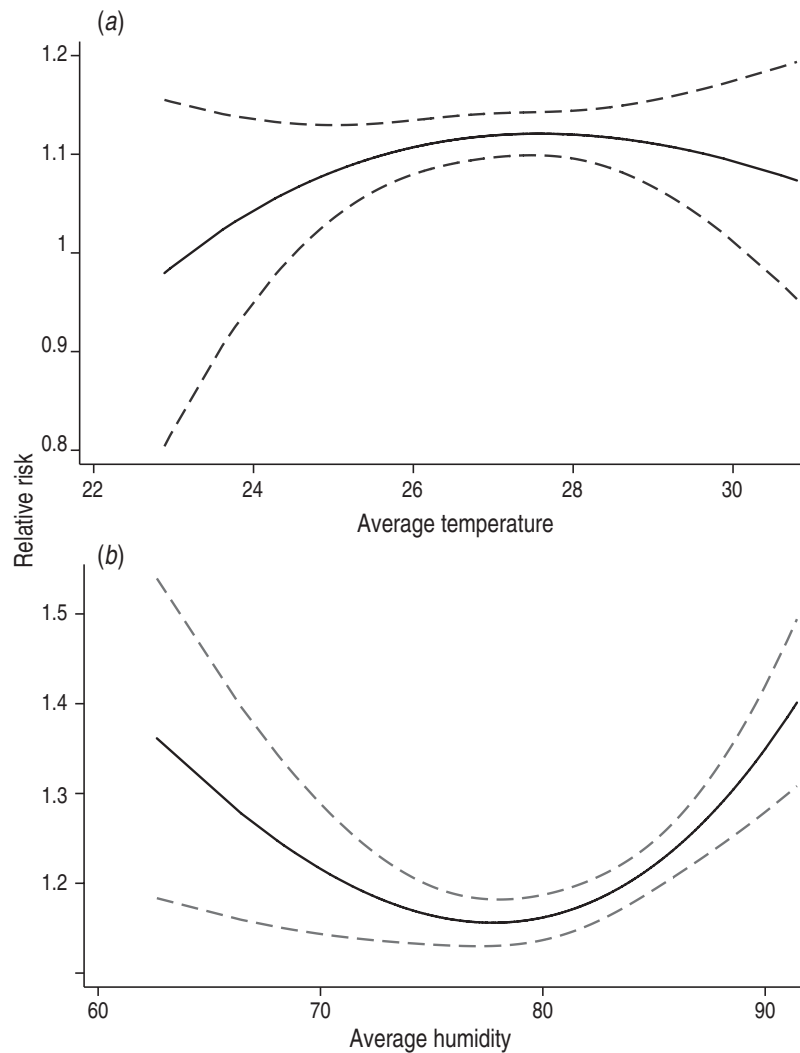 (a)
1.2
1.1
1
0.9
0.8
22 24 26 28 30
Average temperature
Relative risk
(b)
1.5
1.4
1.3
1.2
60 70 80 90
Average humidity